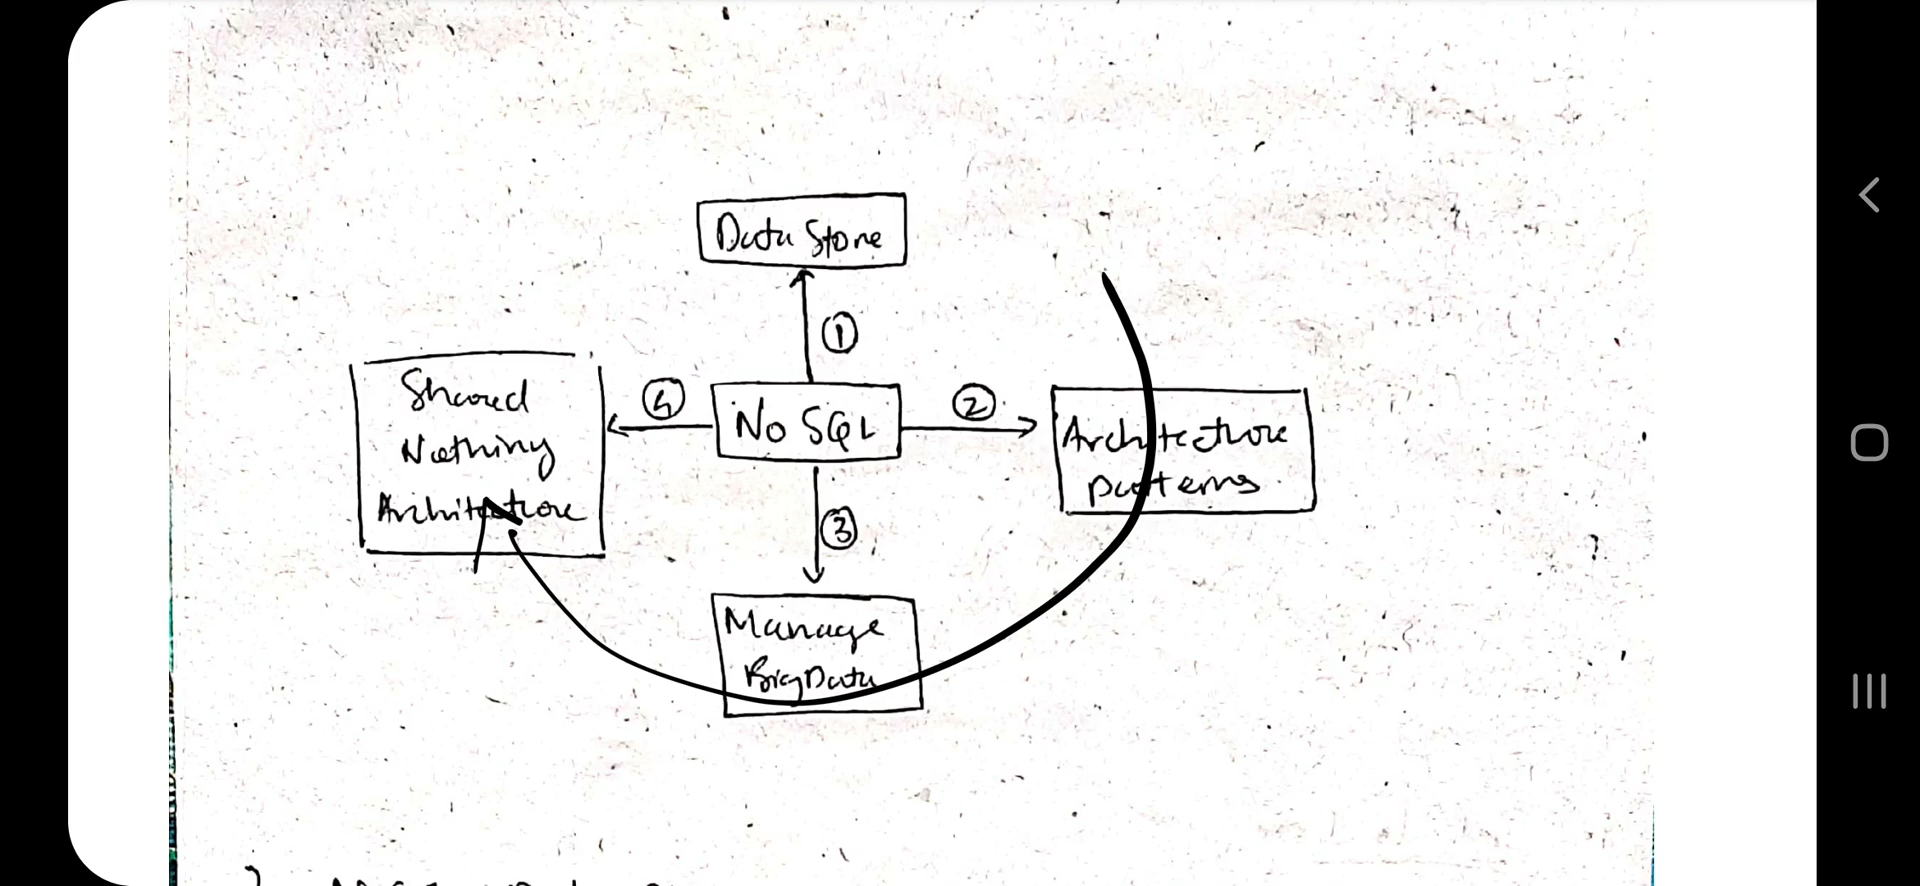 Data Store
①
④
No SQL
②
Shared
Nothing
Architecture
Architecture
patterns
③
Manage
Big Data